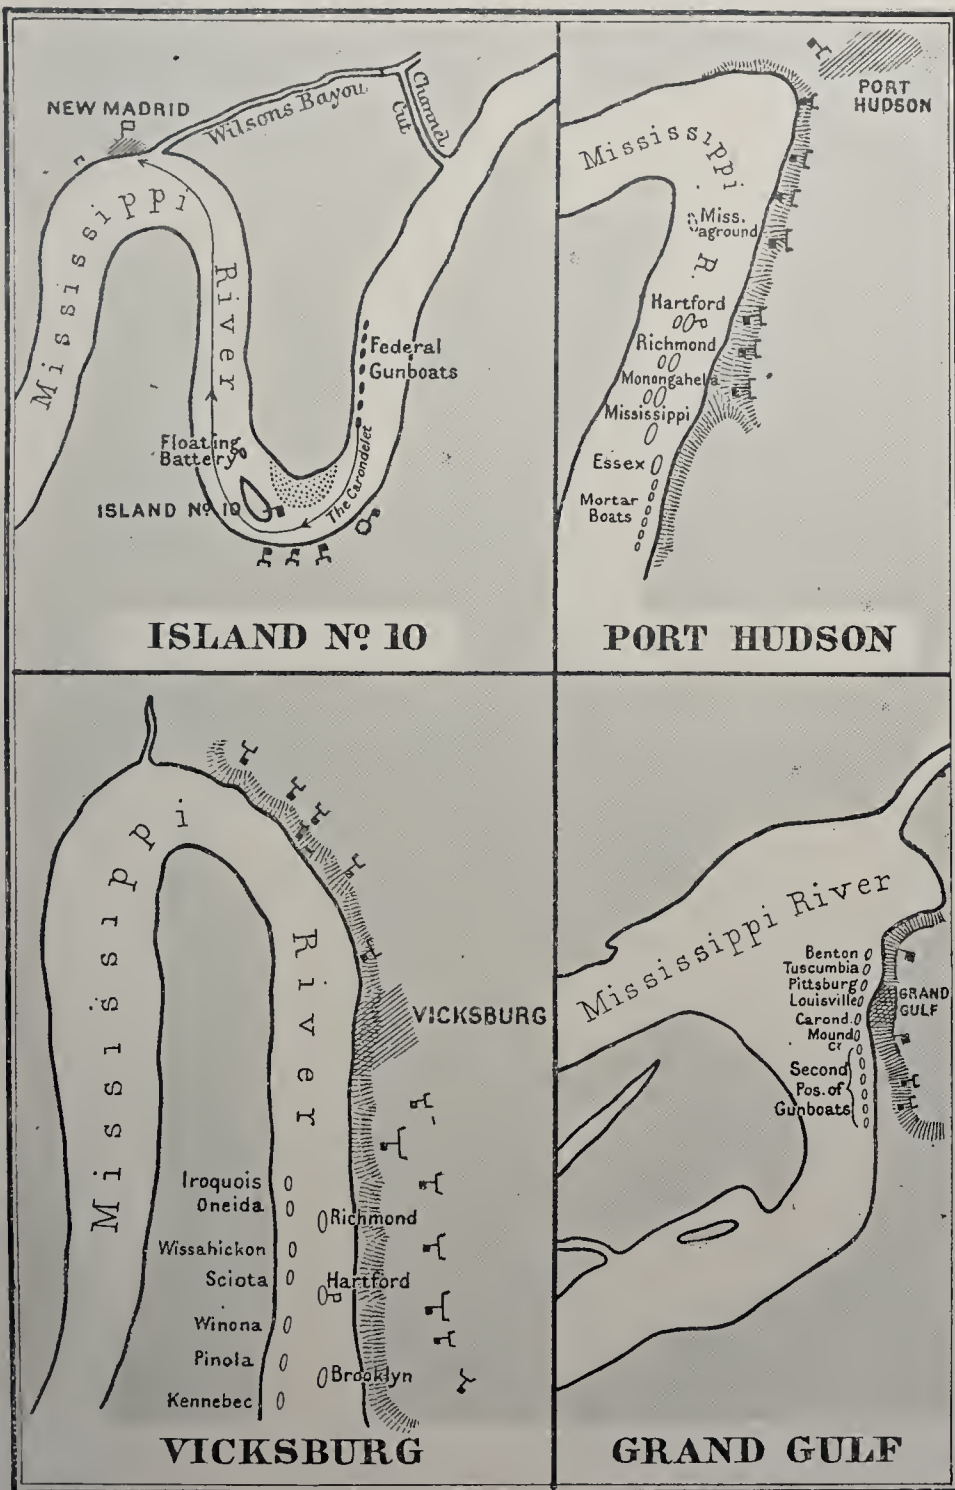 NEW MADRID
Wilsons Bayou
Channel
Cut
Mississippi
River
Federal
Gunboats
Floating
Battery
The Carondelet
ISLAND Nº 10
ISLAND Nº 10
PORT
HUDSON
Mississippi
R.
Miss.
aground
Hartford
Richmond
Monongahela
Mississippi
Essex
Mortar
Boats
PORT HUDSON
Mississippi
River
VICKSBURG
Iroquois
Oneida
Richmond
Wissahickon
Sciota
Hartford
Winona
Pinola
Brooklyn
Kennebec
VICKSBURG
Mississippi River
Benton
Tuscumbia
Pittsburg
Louisville
Carond.
Mound
Cy
GRAND
GULF
Second
Pos. of
Gunboats
GRAND GULF